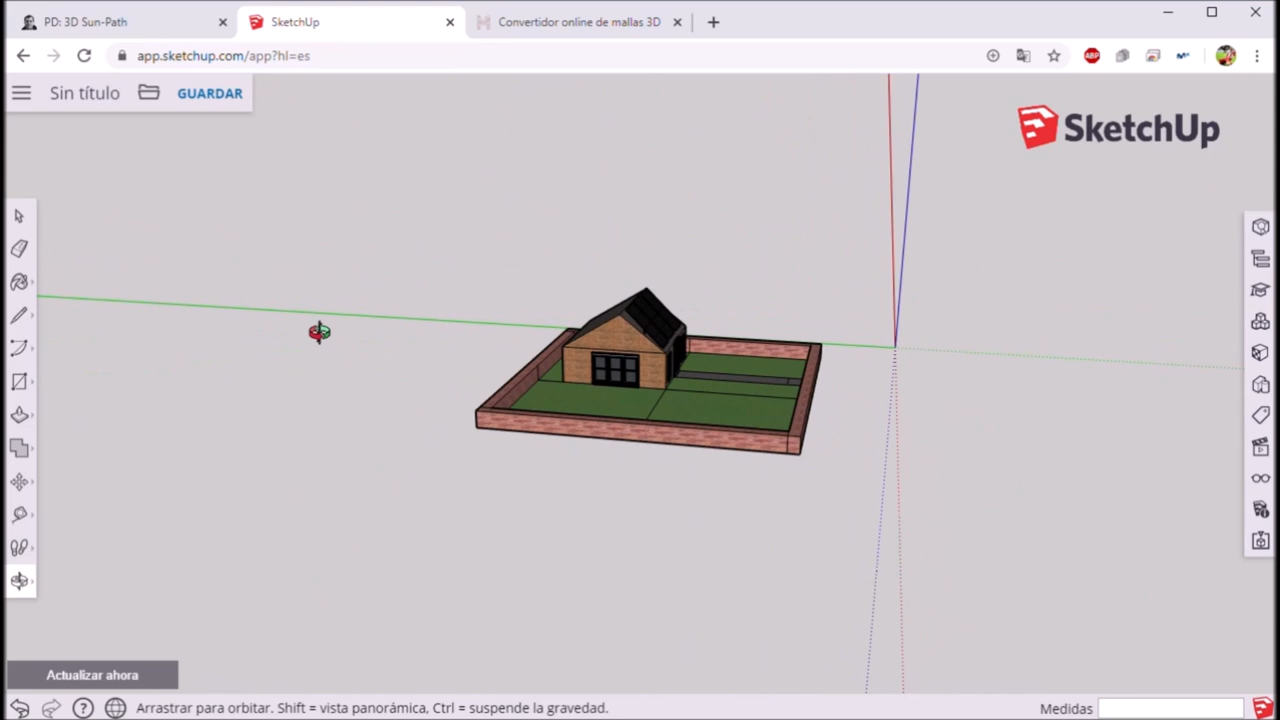 PD: 3D Sun-Path
SketchUp
Convertidor online de mallas 3D
app.sketchup.com/app?hl=es
ABP
Sin título
GUARDAR
SketchUp
Actualizar ahora
Arrastrar para orbitar. Shift = vista panorámica, Ctrl = suspende la gravedad.
Medidas